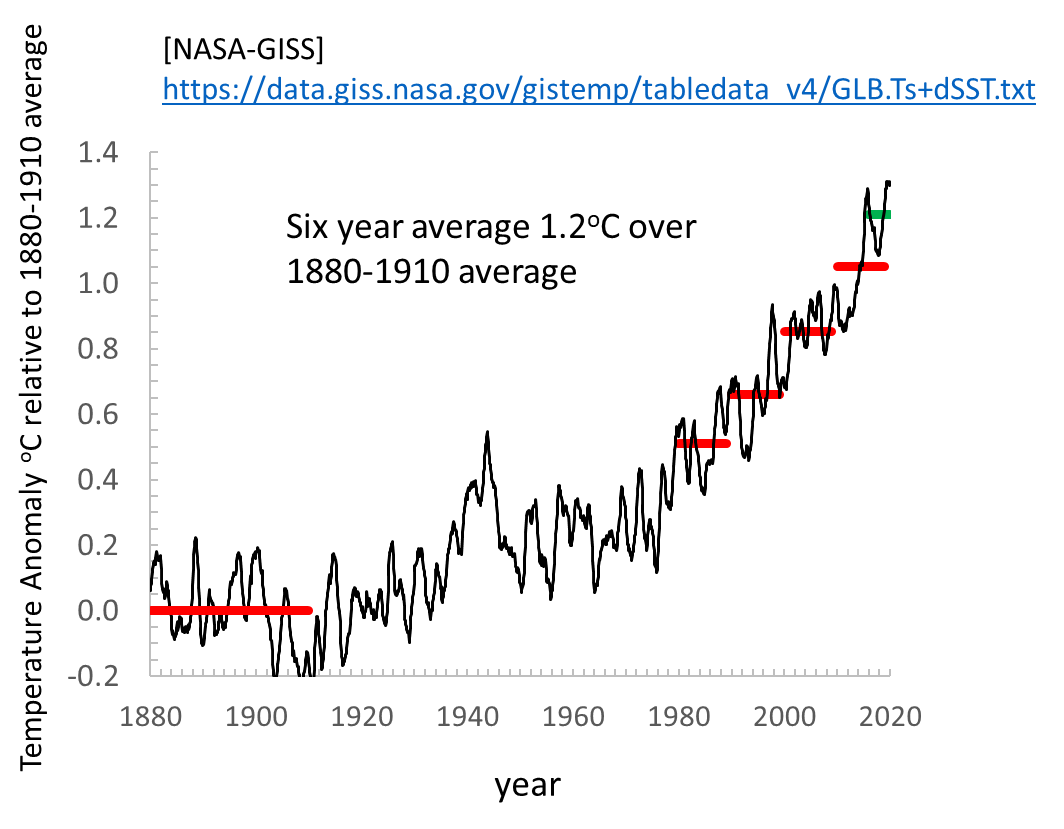 [NASA-GISS]
https://data.giss.nasa.gov/gistemp/tabledata_v4/GLB.Ts+dSST.txt
Temperature Anomaly ºC relative to 1880-1910 average
1.4
1.2
1.0
0.8
0.6
0.4
0.2
0.0
-0.2
Six year average 1.2ºC over
1880-1910 average
1880 1900 1920 1940 1960 1980 2000 2020
year